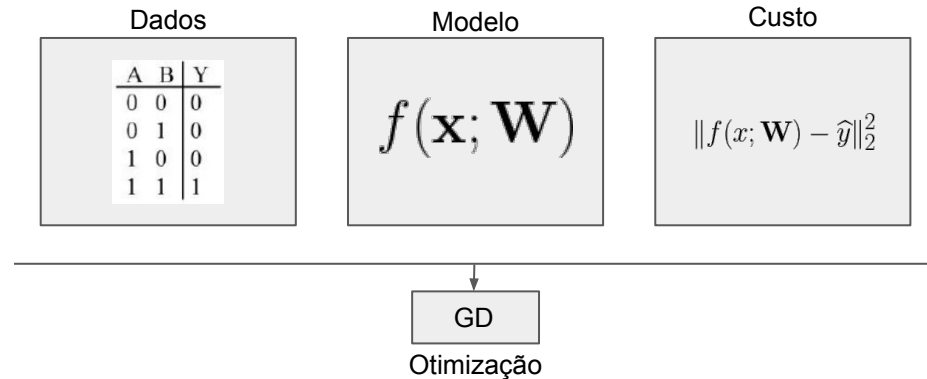 Dados
A B Y
0 0 0
0 1 0
1 0 0
1 1 1
Modelo
f(x; W)
Custo
‖f(x; W) − ŷ‖₂²
GD
Otimização